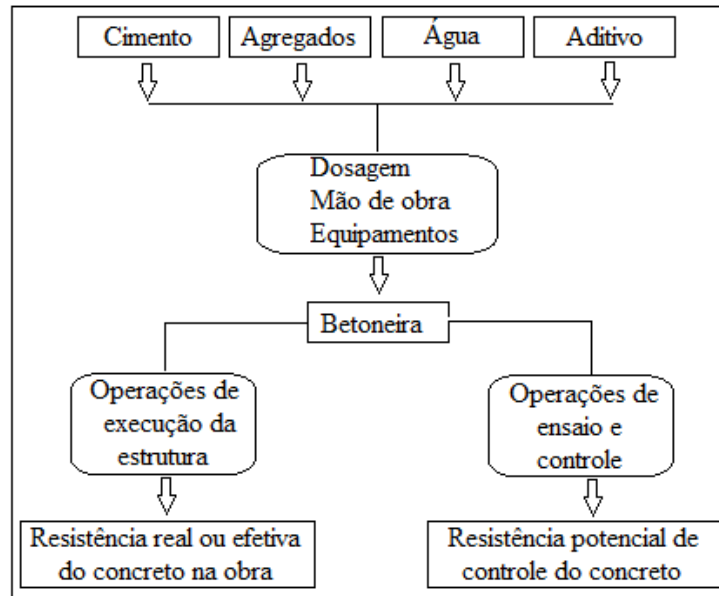 Cimento
Agregados
Água
Aditivo
Dosagem
Mão de obra
Equipamentos
Betoneira
Operações de
execução da
estrutura
Operações de
ensaio e
controle
Resistência real ou efetiva
do concreto na obra
Resistência potencial de
controle do concreto